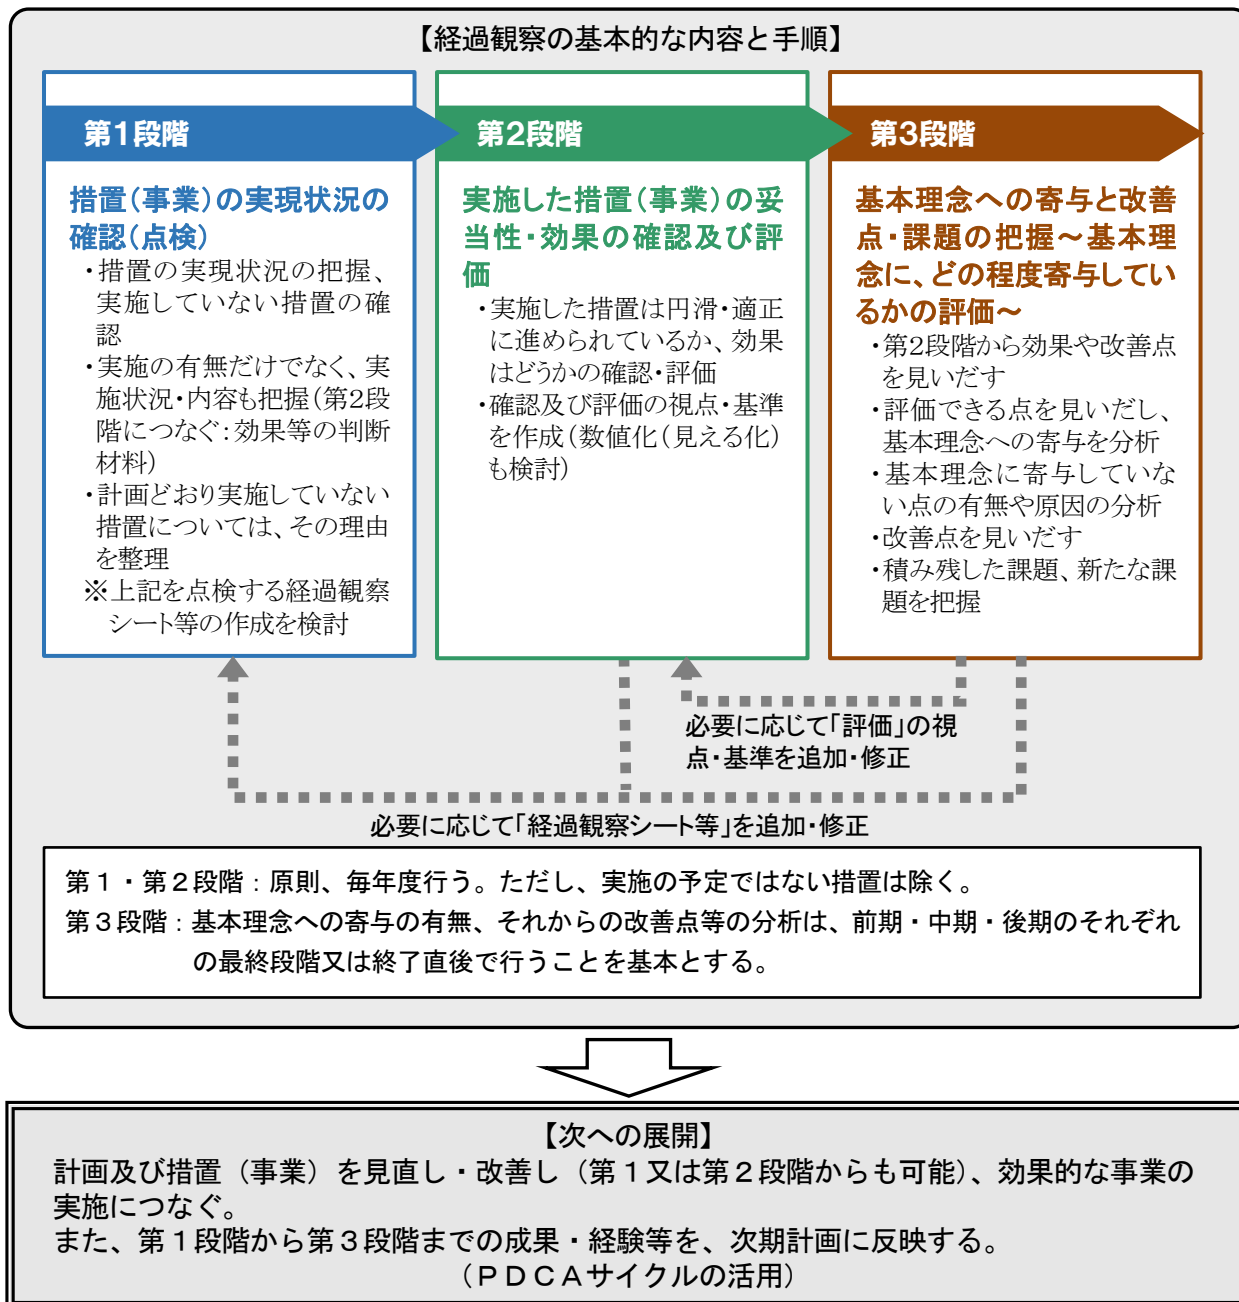 【経過観察の基本的な内容と手順】
第1段階
措置（事業）の実現状況の
確認（点検）
・措置の実現状況の把握、
実施していない措置の確
認
・実施の有無だけでなく、実
施状況・内容も把握（第2段
階につなぐ：効果等の判断
材料）
・計画どおり実施していない
措置については、その理由
を整理
※上記を点検する経過観察
シート等の作成を検討
第2段階
実施した措置（事業）の妥
当性・効果の確認及び評
価
・実施した措置は円滑・適正
に進められているか、効果
はどうかの確認・評価
・確認及び評価の視点・基準
を作成（数値化（見える化）
も検討）
第3段階
基本理念への寄与と改善
点・課題の把握～基本理
念に、どの程度寄与してい
るかの評価～
・第2段階から効果や改善点
を見いだす
・評価できる点を見いだし、
基本理念への寄与を分析
・基本理念に寄与していな
い点の有無や原因の分析
・改善点を見いだす
・積み残した課題、新たな課
題を把握
必要に応じて「評価」の視
点・基準を追加・修正
必要に応じて「経過観察シート等」を追加・修正
第１・第２段階：原則、毎年度行う。ただし、実施の予定ではない措置は除く。
第３段階：基本理念への寄与の有無、それからの改善点等の分析は、前期・中期・後期のそれぞれ
の最終段階又は終了直後で行うことを基本とする。
【次への展開】
計画及び措置（事業）を見直し・改善し（第１又は第２段階からも可能）、効果的な事業の
実施につなぐ。
また、第１段階から第３段階までの成果・経験等を、次期計画に反映する。
（ＰＤＣＡサイクルの活用）